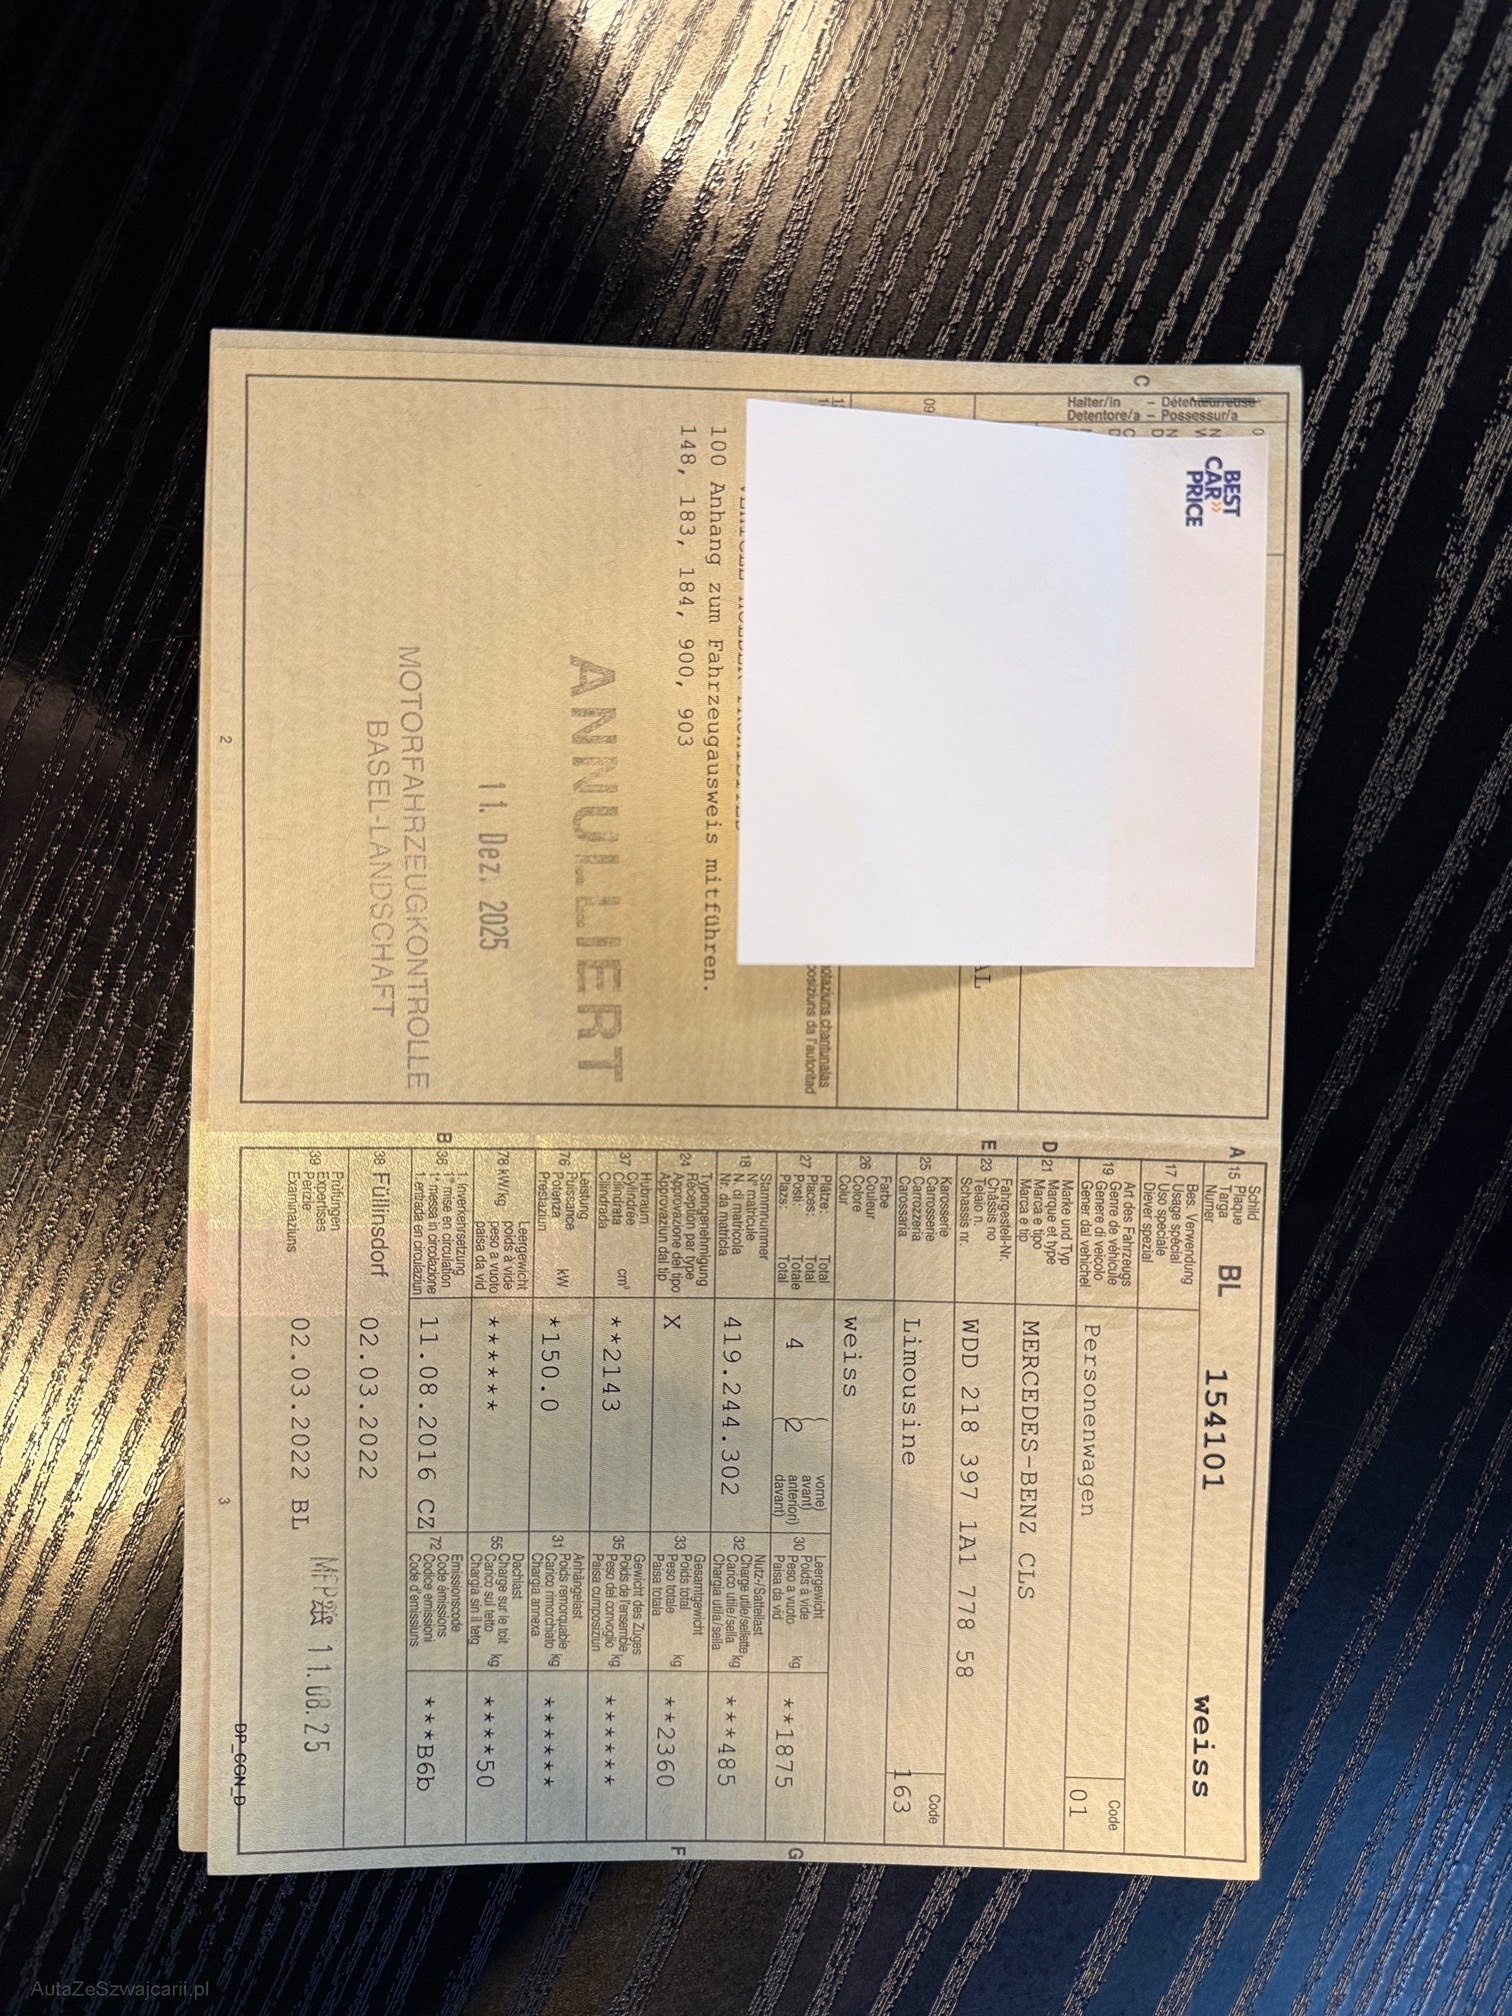 C
Halter/in – Détenteur/euse
Detentore/a – Possessur/a
09
BEST
CAR»
PRICE
AL
100 Anhang zum Fahrzeugausweis mitführen.
148, 183, 184, 900, 903
ANNULLIERT
11. Dez. 2025
MOTORFAHRZEUGKONTROLLE
BASEL-LANDSCHAFT
2
A 15 Schild
Plaque
Targa
Numer
BL 154101 weiss
17 Bes. Verwendung
Usage spécial
Uso speciale
Diever spezial
19 Art des Fahrzeugs
Genre de véhicule
Genere di veicolo
Gener dal vehichel
Personenwagen
Code
01
D 21 Marke und Typ
Marque et type
Marca e tipo
Marca e tip
MERCEDES-BENZ CLS
E 23 Fahrgestell-Nr.
Châssis no
Telaio n.
Schassis nr.
WDD 218 397 1A1 778 58
25 Karosserie
Carrosserie
Carrozzeria
Carossaria
Limousine
Code
163
26 Farbe
Couleur
Colore
Colur
weiss
27 Plätze: Total
Places: Total
Posti: Totale
Plazs: Total
4 (2 vorne)
avant)
anteriori)
davant)
30 Leergewicht
Poids à vide
Peso a vuoto
Paisa da vid
kg **1875
G
18 Stammnummer
N° matricule
N. di matricola
Nr. da matricla
419.244.302
32 Nutz-/Sattellast
Charge utile/sellette
Carico utile/sella
Chargia utila/sella
kg ***485
24 Typengenehmigung
Réception par type
Approvazione del tipo
Approvaziun dal tip
X
33 Gesamtgewicht
Poids total
Peso totale
Paisa totala
kg **2360
F
37 Hubraum
Cylindrée
Cilindrata
Cilindrada
cm³ **2143
35 Gewicht des Zuges
Poids de l'ensemble
Peso del convoglio
Paisa cumposiziun
kg ******
76 Leistung
Puissance
Potenza
Prestaziun
kW *150.0
31 Anhängelast
Poids remorquable
Carico rimorchiato
Chargia annexa
kg ******
78 kW/kg
Leergewicht
poids à vide
peso a vuoto
paisa da vid
******
55 Dachlast
Charge sur le toit
Carico sul tetto
Chargia sin il tetg
kg ****50
B 36 1. Inverkehrsetzung
1re mise en circulation
1a messa in circolazione
1. entrada en circulaziun
11.08.2016 CZ
72 Emissionscode
Code émissions
Codice emissioni
Code d'emissiuns
***B6b
38 Füllinsdorf 02.03.2022
39 Prüfungen
Expertises
Perizie
Examinaziuns
02.03.2022 BL
11.08.25
DP_CGN_D
3
AutaZeSzwajcarii.pl